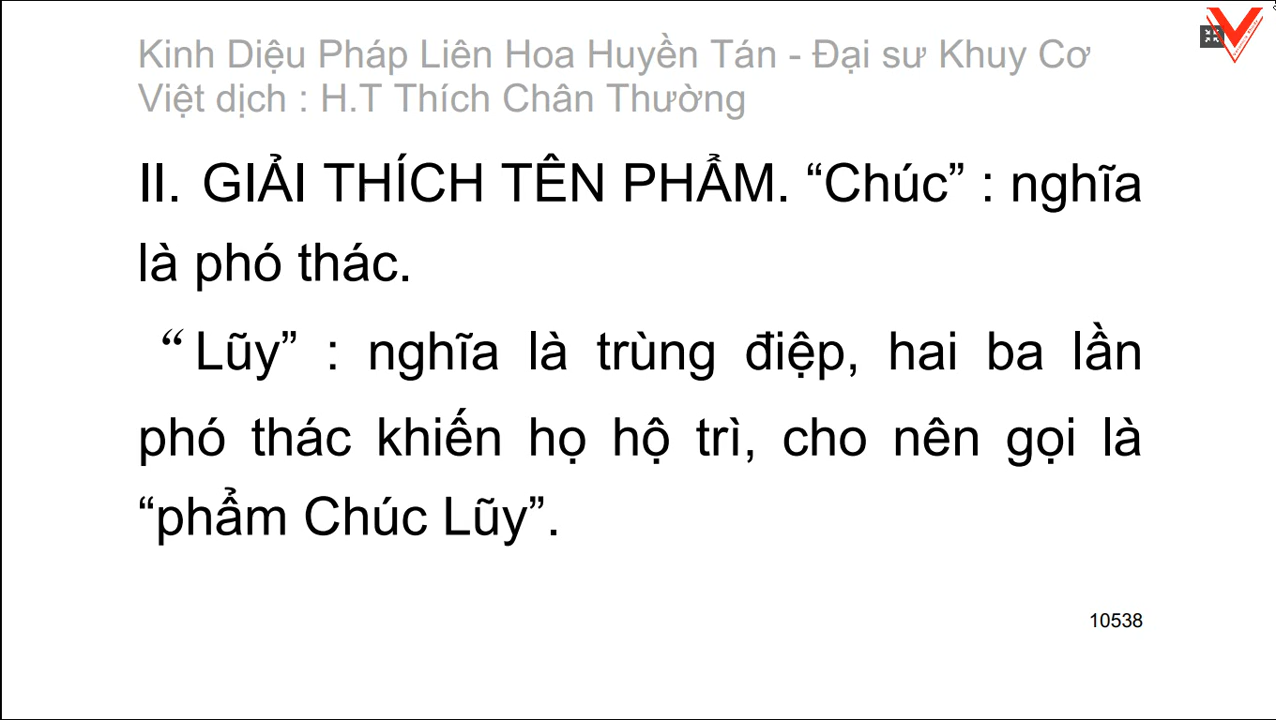 Kinh Diệu Pháp Liên Hoa Huyền Tán - Đại sư Khuy Cơ
Việt dịch : H.T Thích Chân Thường
II. GIẢI THÍCH TÊN PHẨM. “Chúc” : nghĩa
là phó thác.
“Lũy” : nghĩa là trùng điệp, hai ba lần
phó thác khiến họ hộ trì, cho nên gọi là
“phẩm Chúc Lũy”.
10538